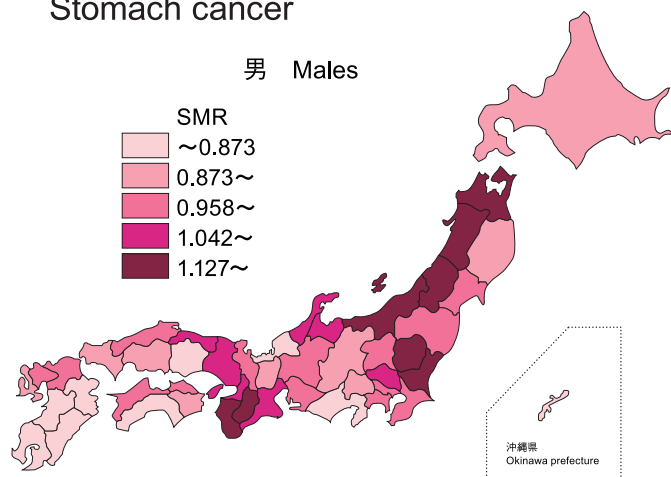 Stomach cancer
男 Males
SMR
～0.873
0.873～
0.958～
1.042～
1.127～
沖縄県
Okinawa prefecture